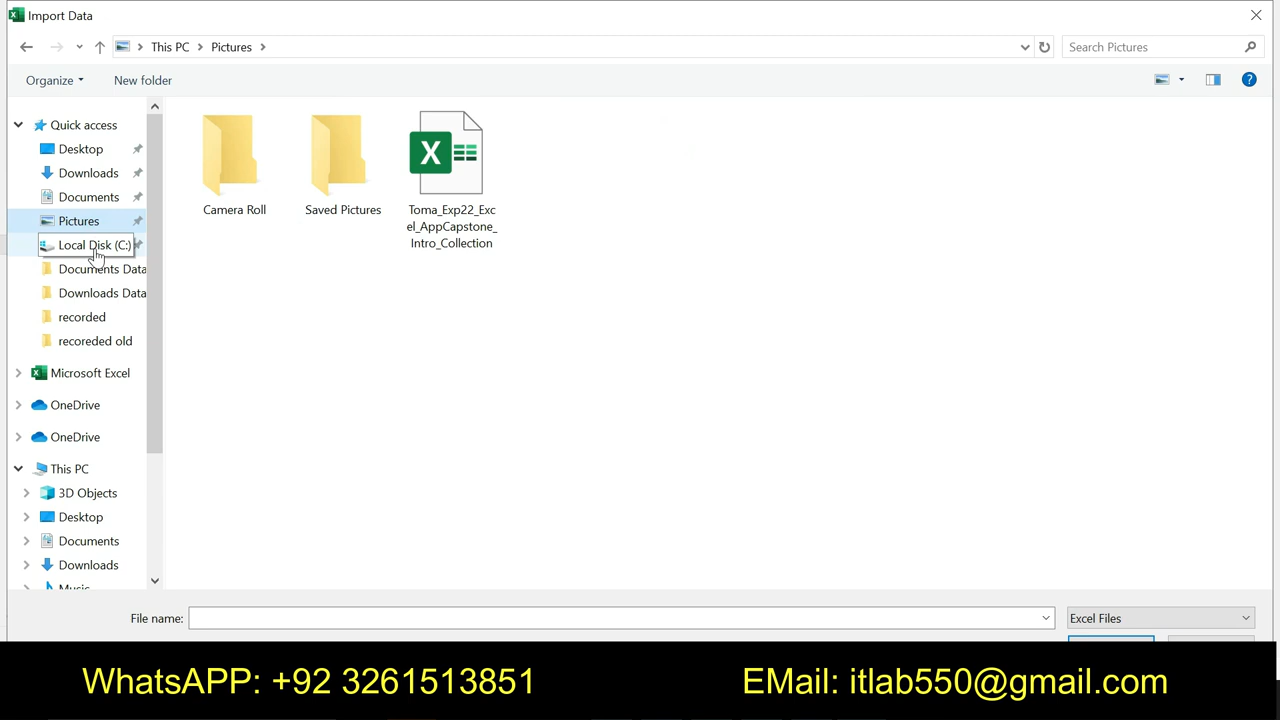 Import Data
This PC
Pictures
Search Pictures
Organize
New folder
Quick access
Desktop
Downloads
Documents
Pictures
Local Disk (C:)
Documents Data
Downloads Data
recorded
recoreded old
Microsoft Excel
OneDrive
OneDrive
This PC
3D Objects
Desktop
Documents
Downloads
Music
Camera Roll
Saved Pictures
Toma_Exp22_Exc
el_AppCapstone_
Intro_Collection
File name:
Excel Files
WhatsAPP: +92 3261513851
EMail: itlab550@gmail.com